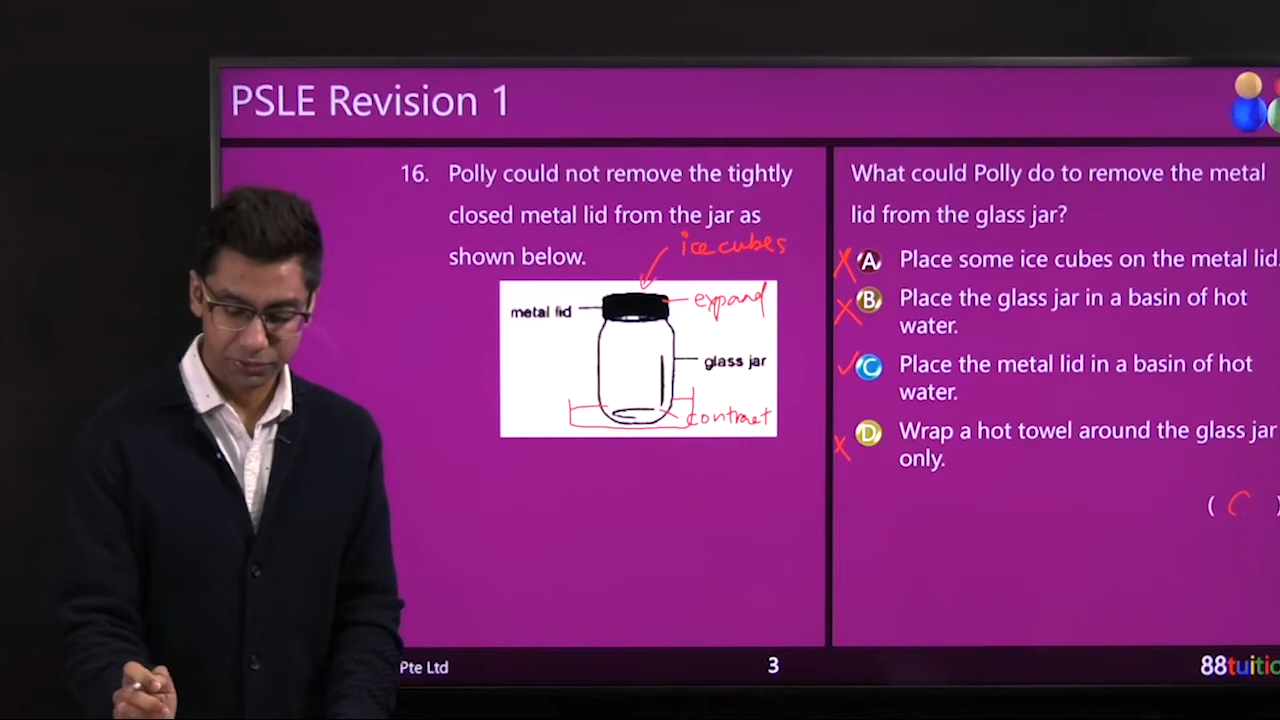 PSLE Revision 1
16. Polly could not remove the tightly
closed metal lid from the jar as
shown below.
ice cubes
metal lid
expand
glass jar
contract
What could Polly do to remove the metal
lid from the glass jar?
A Place some ice cubes on the metal lid.
B Place the glass jar in a basin of hot
water.
C Place the metal lid in a basin of hot
water.
D Wrap a hot towel around the glass jar
only.
( C )
Pte Ltd
3
88tuitio